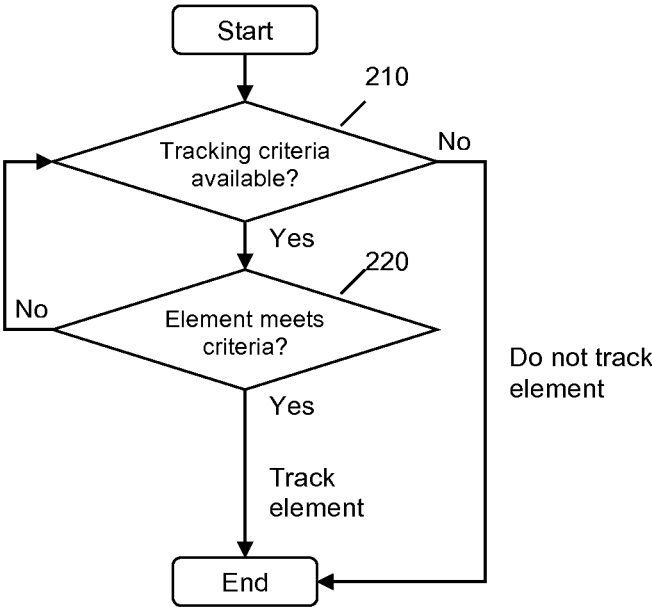 Start
210
Tracking criteria
available?
No
Yes
220
Element meets
criteria?
No
Yes
Do not track
element
Track
element
End